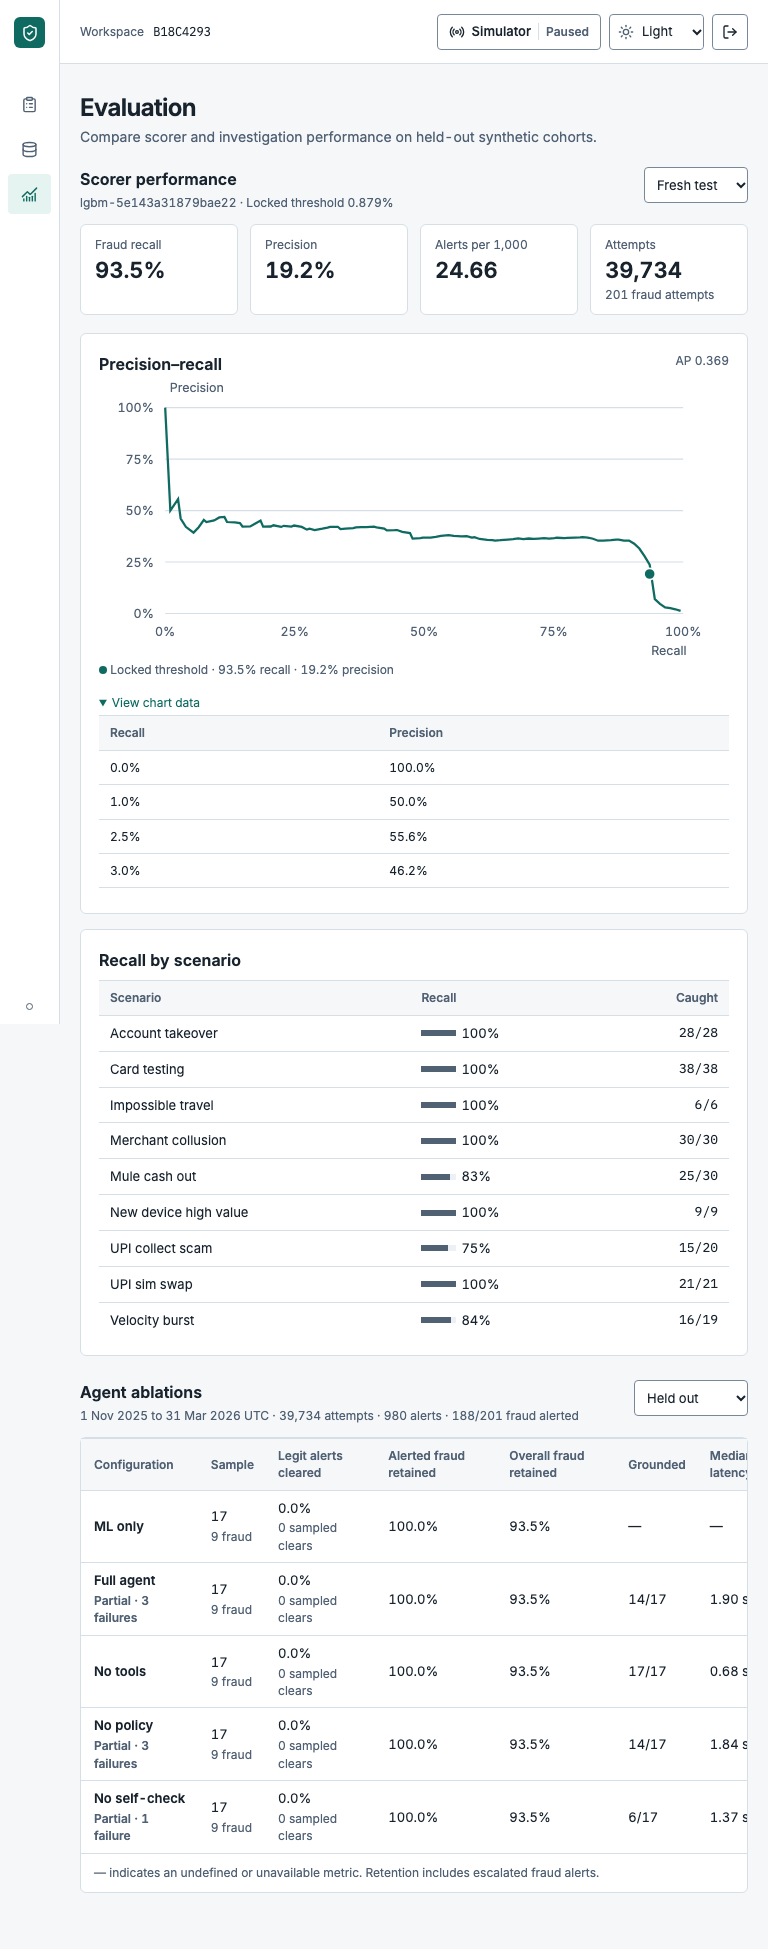 Workspace B18C4293
Simulator Paused
Light
Evaluation
Compare scorer and investigation performance on held-out synthetic cohorts.
Scorer performance
lgbm-5e143a31879bae22 · Locked threshold 0.879%
Fresh test
Fraud recall
93.5%
Precision
19.2%
Alerts per 1,000
24.66
Attempts
39,734
201 fraud attempts
Precision–recall
AP 0.369
Precision
100%
75%
50%
25%
0%
0% 25% 50% 75% 100%
Recall
Locked threshold · 93.5% recall · 19.2% precision
▼ View chart data
Recall Precision
0.0% 100.0%
1.0% 50.0%
2.5% 55.6%
3.0% 46.2%
Recall by scenario
Scenario Recall Caught
Account takeover 100% 28/28
Card testing 100% 38/38
Impossible travel 100% 6/6
Merchant collusion 100% 30/30
Mule cash out 83% 25/30
New device high value 100% 9/9
UPI collect scam 75% 15/20
UPI sim swap 100% 21/21
Velocity burst 84% 16/19
Agent ablations
1 Nov 2025 to 31 Mar 2026 UTC · 39,734 attempts · 980 alerts · 188/201 fraud alerted
Held out
Configuration
Sample
Legit alerts
cleared
Alerted fraud
retained
Overall fraud
retained
Grounded
ML only
17
9 fraud
0.0%
0 sampled
clears
100.0%
93.5%
—
—
Full agent
Partial · 3
failures
17
9 fraud
0.0%
0 sampled
clears
100.0%
93.5%
14/17
1.90 s
No tools
17
9 fraud
0.0%
0 sampled
clears
100.0%
93.5%
17/17
0.68 s
No policy
Partial · 3
failures
17
9 fraud
0.0%
0 sampled
clears
100.0%
93.5%
14/17
1.84 s
No self-check
Partial · 1
failure
17
9 fraud
0.0%
0 sampled
clears
100.0%
93.5%
6/17
1.37 s
— indicates an undefined or unavailable metric. Retention includes escalated fraud alerts.